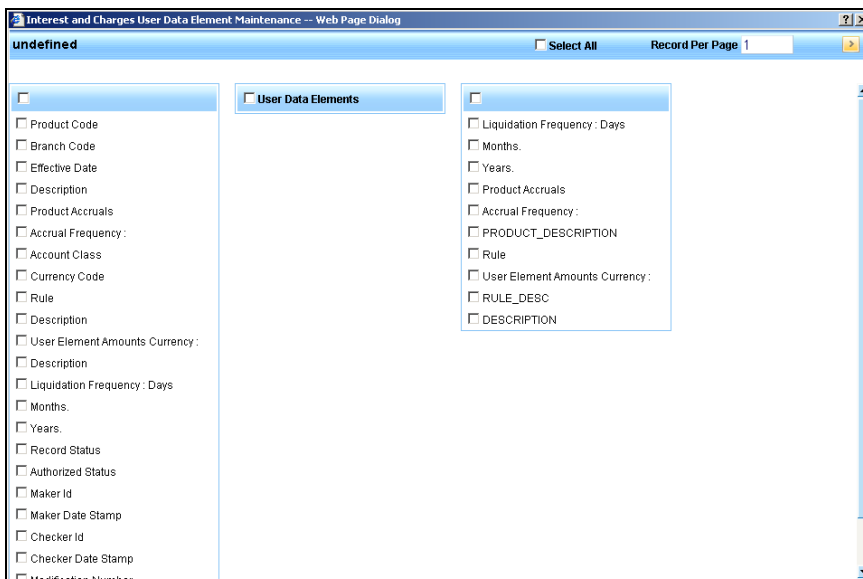 Interest and Charges User Data Element Maintenance -- Web Page Dialog
undefined
Select All
Record Per Page 1
Product Code
Branch Code
Effective Date
Description
Product Accruals
Accrual Frequency :
Account Class
Currency Code
Rule
Description
User Element Amounts Currency :
Description
Liquidation Frequency : Days
Months.
Years.
Record Status
Authorized Status
Maker Id
Maker Date Stamp
Checker Id
Checker Date Stamp
Modification Number
User Data Elements
Liquidation Frequency : Days
Months.
Years.
Product Accruals
Accrual Frequency :
PRODUCT_DESCRIPTION
Rule
User Element Amounts Currency :
RULE_DESC
DESCRIPTION